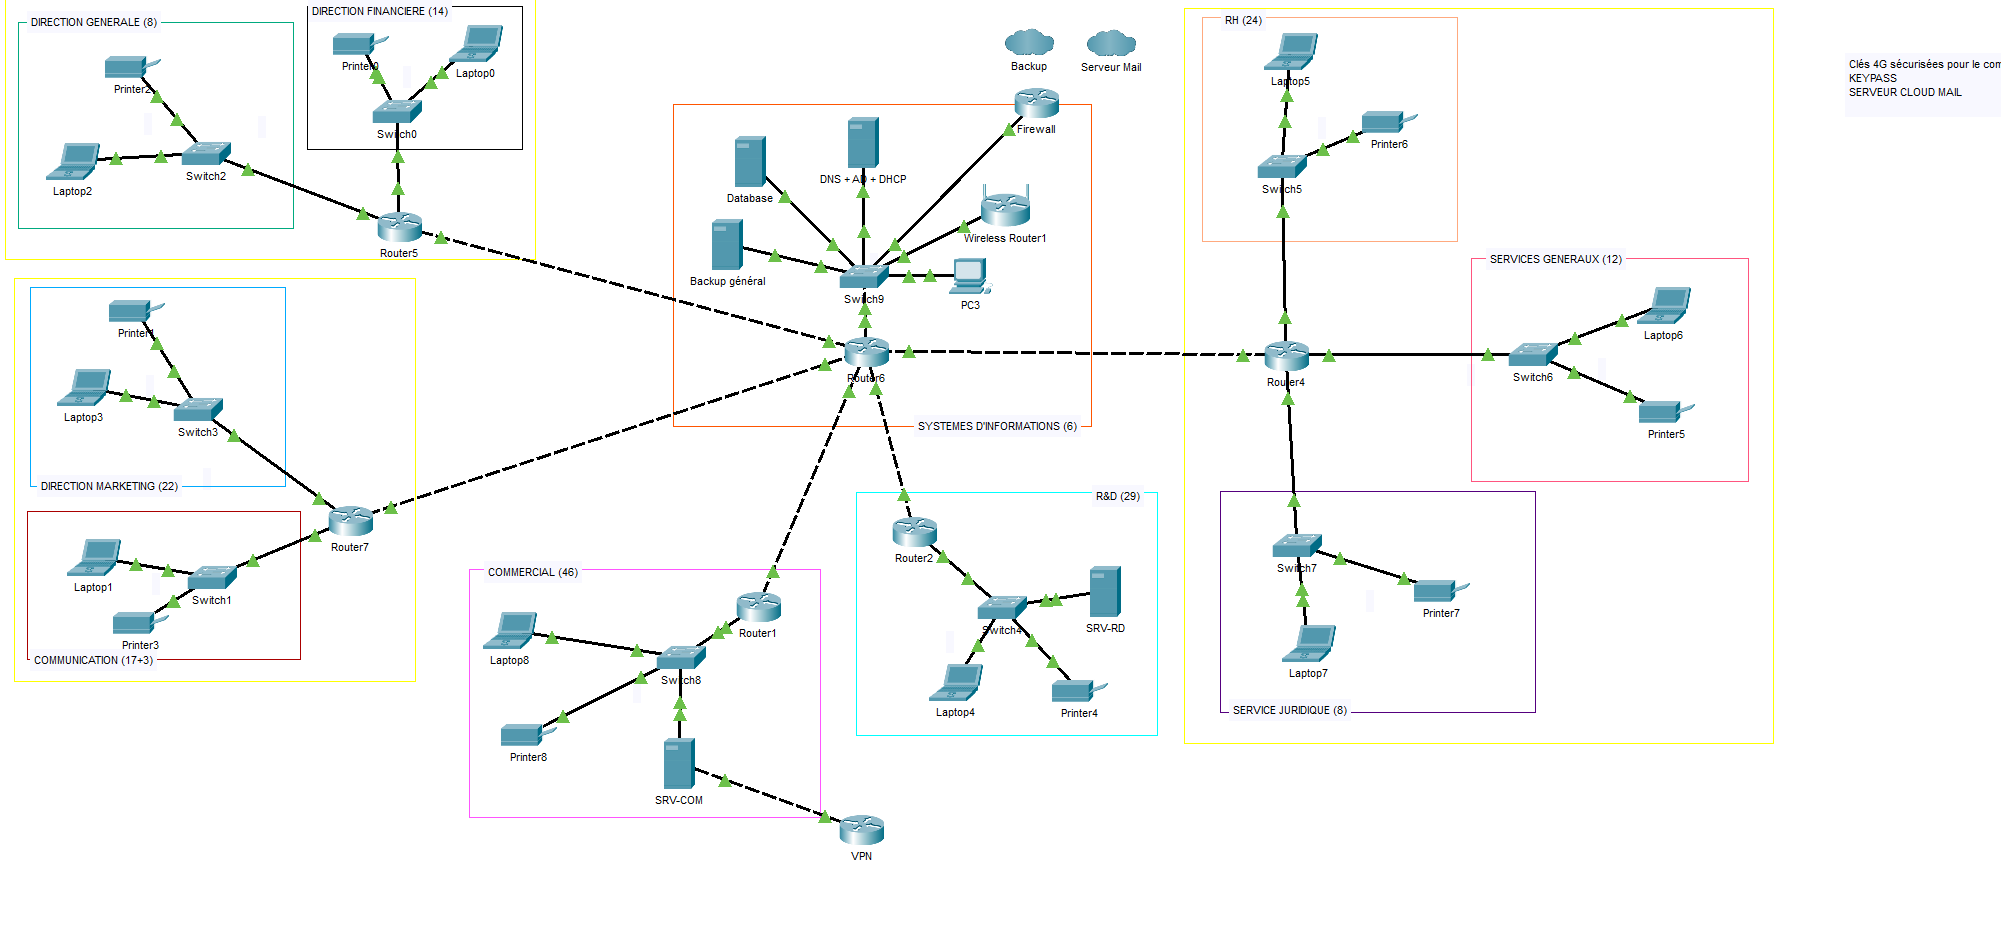 DIRECTION GENERALE (8)
Printer2
Laptop2
Switch2
DIRECTION FINANCIERE (14)
Printer0
Laptop0
Switch0
Router5
DIRECTION MARKETING (22)
Printer1
Laptop3
Switch3
Router7
COMMUNICATION (17+3)
Laptop1
Switch1
Printer3
Backup
Serveur Mail
Firewall
Database
DNS + AD + DHCP
Wireless Router1
Backup général
Switch9
PC3
Router6
SYSTEMES D'INFORMATIONS (6)
COMMERCIAL (46)
Router1
Laptop8
Switch8
Printer8
SRV-COM
VPN
R&D (29)
Router2
Switch4
SRV-RD
Laptop4
Printer4
RH (24)
Laptop5
Printer6
Switch5
Router4
SERVICES GENERAUX (12)
Laptop6
Switch6
Printer5
Switch7
Printer7
Laptop7
SERVICE JURIDIQUE (8)
Clés 4G sécurisées pour le com
KEYPASS
SERVEUR CLOUD MAIL